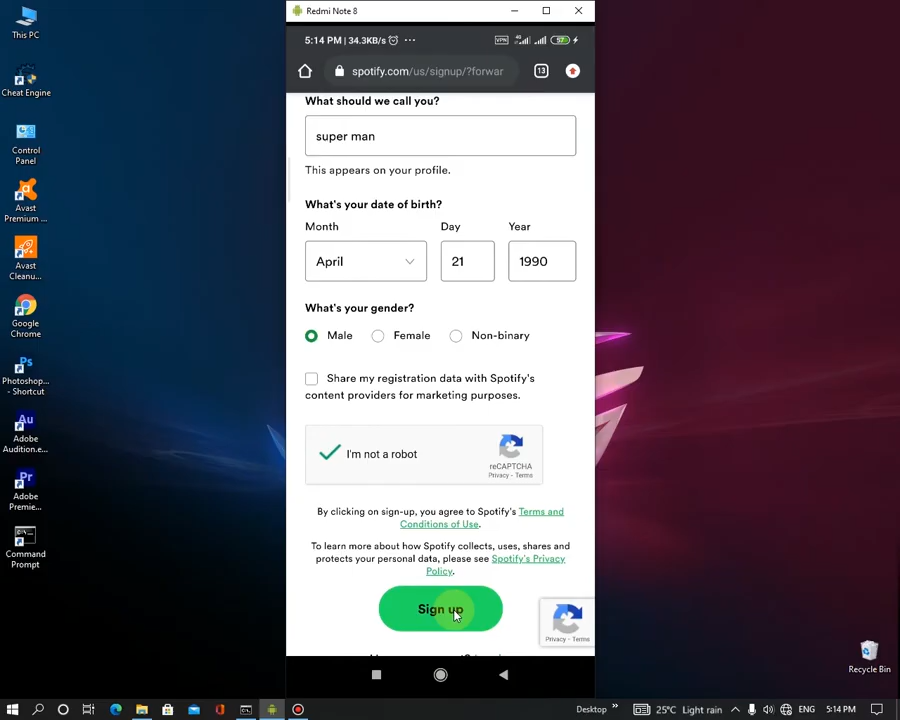 Redmi Note 8
5:14 PM | 34.3KB/s
VPN
4G
97
spotify.com/us/signup/?forwar
13
What should we call you?
super man
This appears on your profile.
What's your date of birth?
Month
Day
Year
April
21
1990
What's your gender?
Male
Female
Non-binary
Share my registration data with Spotify's
content providers for marketing purposes.
I'm not a robot
reCAPTCHA
Privacy - Terms
By clicking on sign-up, you agree to Spotify's Terms and
Conditions of Use.
To learn more about how Spotify collects, uses, shares and
protects your personal data, please see Spotify's Privacy
Policy.
Sign up
Privacy - Terms
This PC
Cheat Engine
Control
Panel
Avast
Premium ...
Avast
Cleanu...
Google
Chrome
Ps
Photoshop...
- Shortcut
Au
Adobe
Audition.e...
Pr
Adobe
Premie...
Command
Prompt
Recycle Bin
Desktop
25°C Light rain
ENG
5:14 PM